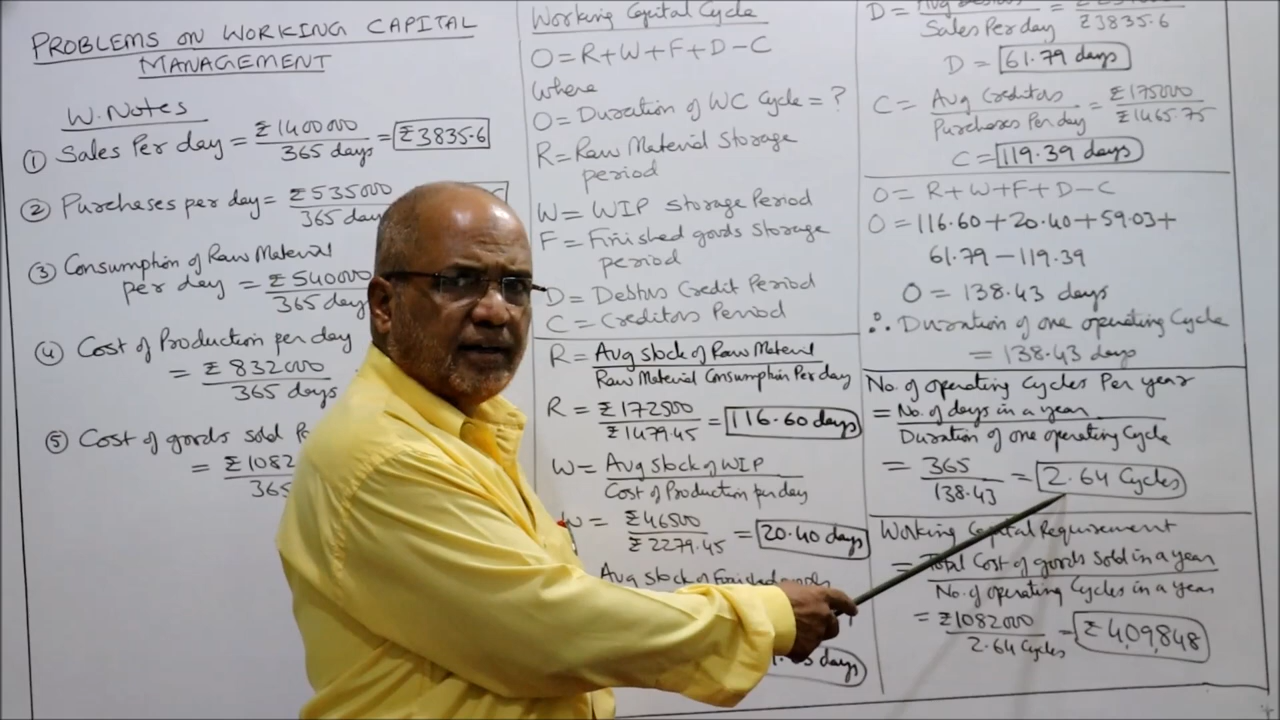 PROBLEMS ON WORKING CAPITAL
MANAGEMENT
W. Notes
① Sales Per day = ₹1400000 / 365 days = ₹3835.6
② Purchases per day = ₹535000 / 365 day
③ Consumption of Raw Material
per day = ₹540000 / 365 days
④ Cost of Production per day
= ₹832000 / 365 days
⑤ Cost of goods sold
= ₹1082 / 365
Working Capital Cycle
O = R+W+F+D-C
Where
O = Duration of WC Cycle = ?
R = Raw Material Storage
period
W = WIP Storage Period
F = Finished goods Storage
period
D = Debtors Credit Period
C = Creditors Period
R = Avg stock of Raw Material / Raw Material Consumption Per day
R = ₹172500 / ₹1479.45 = 116.60 days
W = Avg Stock of WIP / Cost of Production per day
W = ₹46500 / ₹2279.45 = 20.40 days
Avg stock of Finished goods
days
D = Avg Debtors / Sales Per day = / ₹3835.6
D = 61.79 days
C = Avg Creditors / Purchases Per day = ₹175000 / ₹1465.75
C = 119.39 days
O = R+W+F+D-C
O = 116.60+20.40+59.03+
61.79-119.39
O = 138.43 days
∴ Duration of one operating Cycle
= 138.43 days
No. of operating Cycles Per year
= No. of days in a year / Duration of one operating Cycle
= 365 / 138.43 = 2.64 Cycles
Working Capital Requirement
= Total Cost of goods sold in a year / No. of operating Cycles in a year
= ₹1082000 / 2.64 Cycles = ₹4,09,848